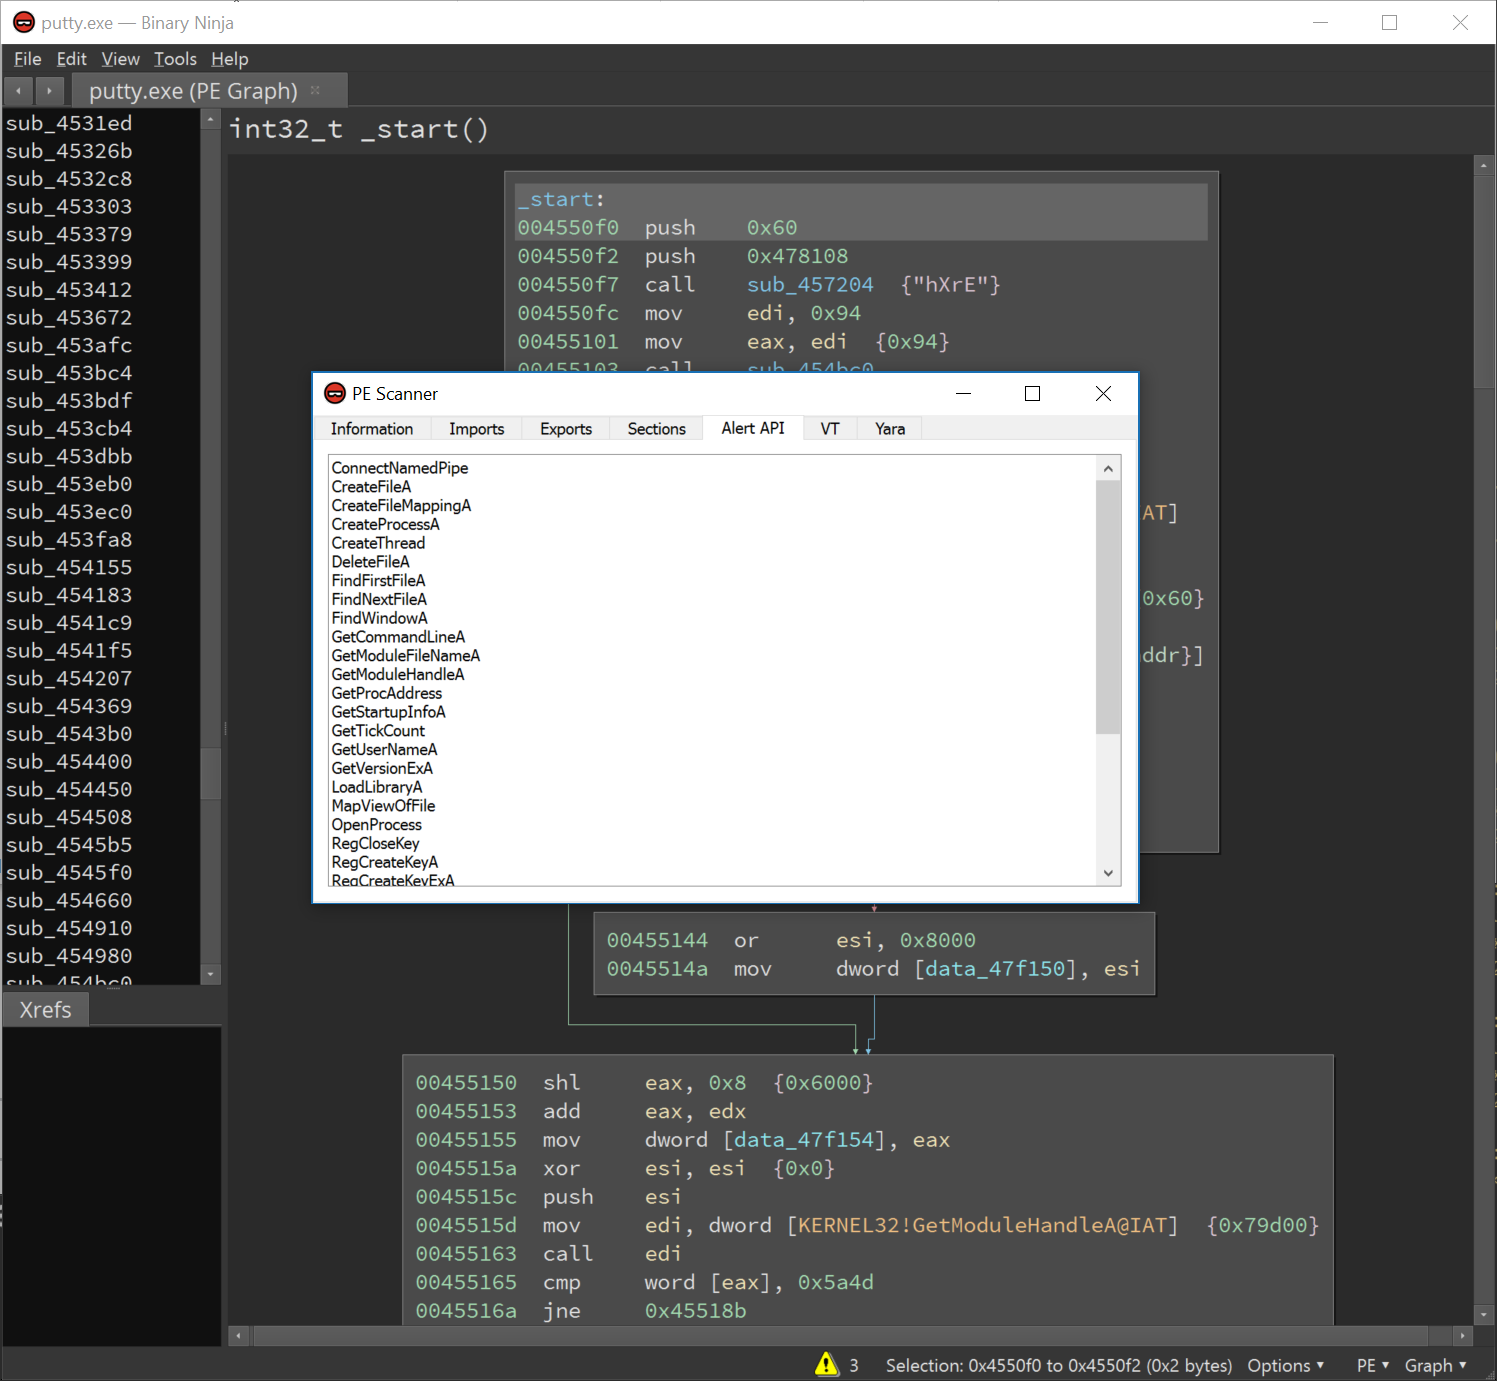 putty.exe — Binary Ninja
File Edit View Tools Help
putty.exe (PE Graph)
sub_4531ed
sub_45326b
sub_4532c8
sub_453303
sub_453379
sub_453399
sub_453412
sub_453672
sub_453afc
sub_453bc4
sub_453bdf
sub_453cb4
sub_453dbb
sub_453eb0
sub_453ec0
sub_453fa8
sub_454155
sub_454183
sub_4541c9
sub_4541f5
sub_454207
sub_454369
sub_4543b0
sub_454400
sub_454450
sub_454508
sub_4545b5
sub_4545f0
sub_454660
sub_454910
sub_454980
sub_454bc0
Xrefs
int32_t _start()
_start:
004550f0 push 0x60
004550f2 push 0x478108
004550f7 call sub_457204 {"hXrE"}
004550fc mov edi, 0x94
00455101 mov eax, edi {0x94}
00455103 call sub_454bc0
AT]
0x60}
ddr}]
PE Scanner
Information Imports Exports Sections Alert API VT Yara
ConnectNamedPipe
CreateFileA
CreateFileMappingA
CreateProcessA
CreateThread
DeleteFileA
FindFirstFileA
FindNextFileA
FindWindowA
GetCommandLineA
GetModuleFileNameA
GetModuleHandleA
GetProcAddress
GetStartupInfoA
GetTickCount
GetUserNameA
GetVersionExA
LoadLibraryA
MapViewOfFile
OpenProcess
RegCloseKey
RegCreateKeyA
RegCreateKeyExA
00455144 or esi, 0x8000
0045514a mov dword [data_47f150], esi
00455150 shl eax, 0x8 {0x6000}
00455153 add eax, edx
00455155 mov dword [data_47f154], eax
0045515a xor esi, esi {0x0}
0045515c push esi
0045515d mov edi, dword [KERNEL32!GetModuleHandleA@IAT] {0x79d00}
00455163 call edi
00455165 cmp word [eax], 0x5a4d
0045516a jne 0x45518b
3 Selection: 0x4550f0 to 0x4550f2 (0x2 bytes) Options PE Graph